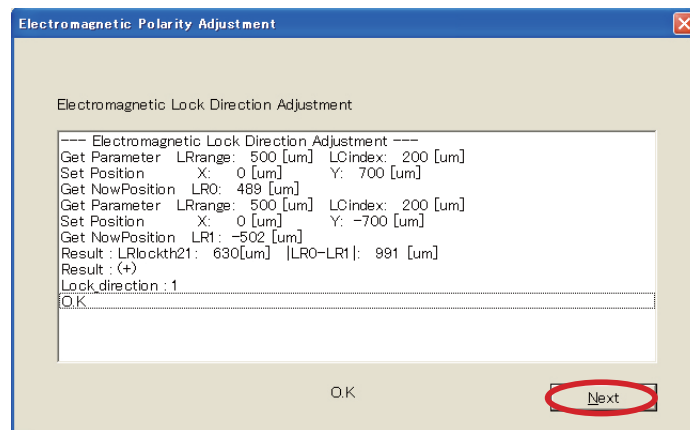 Electromagnetic Polarity Adjustment
Electromagnetic Lock Direction Adjustment
--- Electromagnetic Lock Direction Adjustment ---
Get Parameter LRrange: 500 [um] LCindex: 200 [um]
Set Position X: 0 [um] Y: 700 [um]
Get NowPosition LR0: 489 [um]
Get Parameter LRrange: 500 [um] LCindex: 200 [um]
Set Position X: 0 [um] Y: -700 [um]
Get NowPosition LR1: -502 [um]
Result : LRlockth21: 630[um] |LR0-LR1|: 991 [um]
Result : (+)
Lock_direction : 1
O.K
O.K
Next